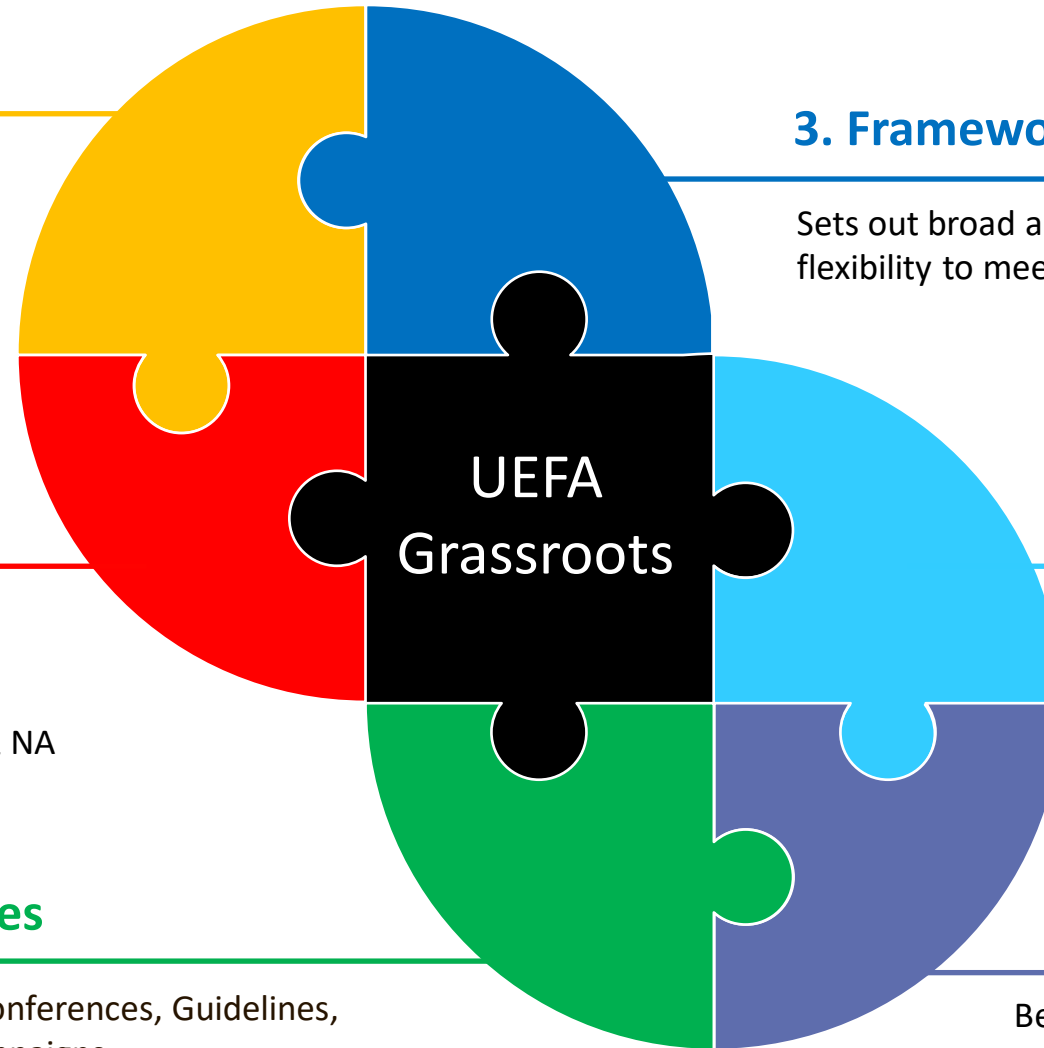 3. Framewo
Sets out broad a
flexibility to mee
UEFA
Grassroots
NA
es
onferences, Guidelines,
Be